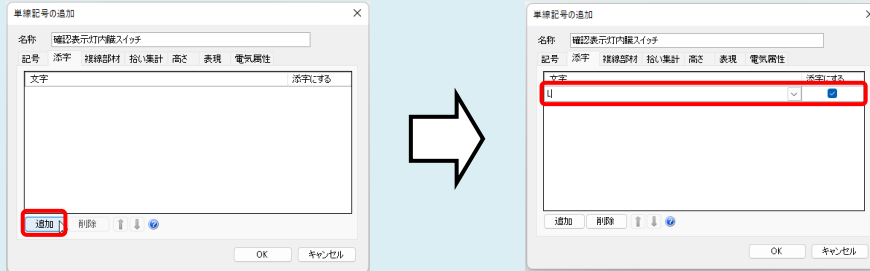 単線記号の追加
名称 確認表示灯内臓スイッチ
記号 添字 複線部材 拾い集計 高さ 表現 電気属性
文字 添字にする
追加 削除
OK キャンセル
単線記号の追加
名称 確認表示灯内臓スイッチ
記号 添字 複線部材 拾い集計 高さ 表現 電気属性
文字 添字にする
L
追加 削除
OK キャンセル